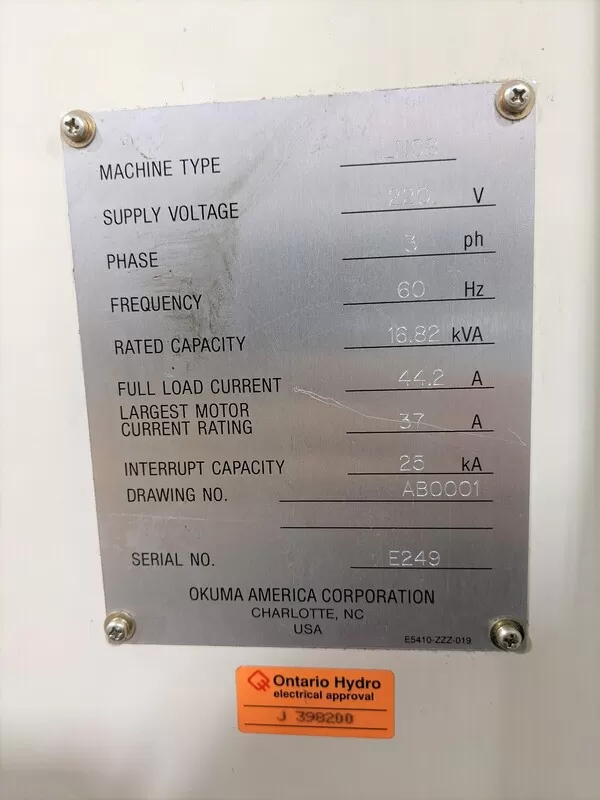 MACHINE TYPE
SUPPLY VOLTAGE 220 V
PHASE 3 ph
FREQUENCY 60 Hz
RATED CAPACITY 16.82 kVA
FULL LOAD CURRENT 44.2 A
LARGEST MOTOR
CURRENT RATING 37 A
INTERRUPT CAPACITY 25 kA
DRAWING NO. AB0001
SERIAL NO. E249
OKUMA AMERICA CORPORATION
CHARLOTTE, NC
USA
E5410-ZZZ-019
Ontario Hydro
electrical approval
J 398200